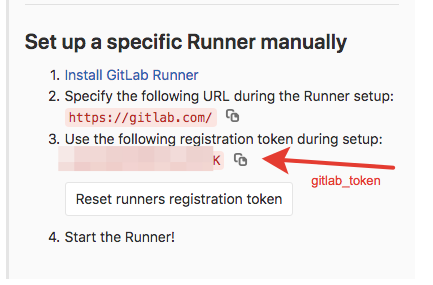 Set up a specific Runner manually
1. Install GitLab Runner
2. Specify the following URL during the Runner setup:
https://gitlab.com/
3. Use the following registration token during setup:
K
gitlab_token
Reset runners registration token
4. Start the Runner!